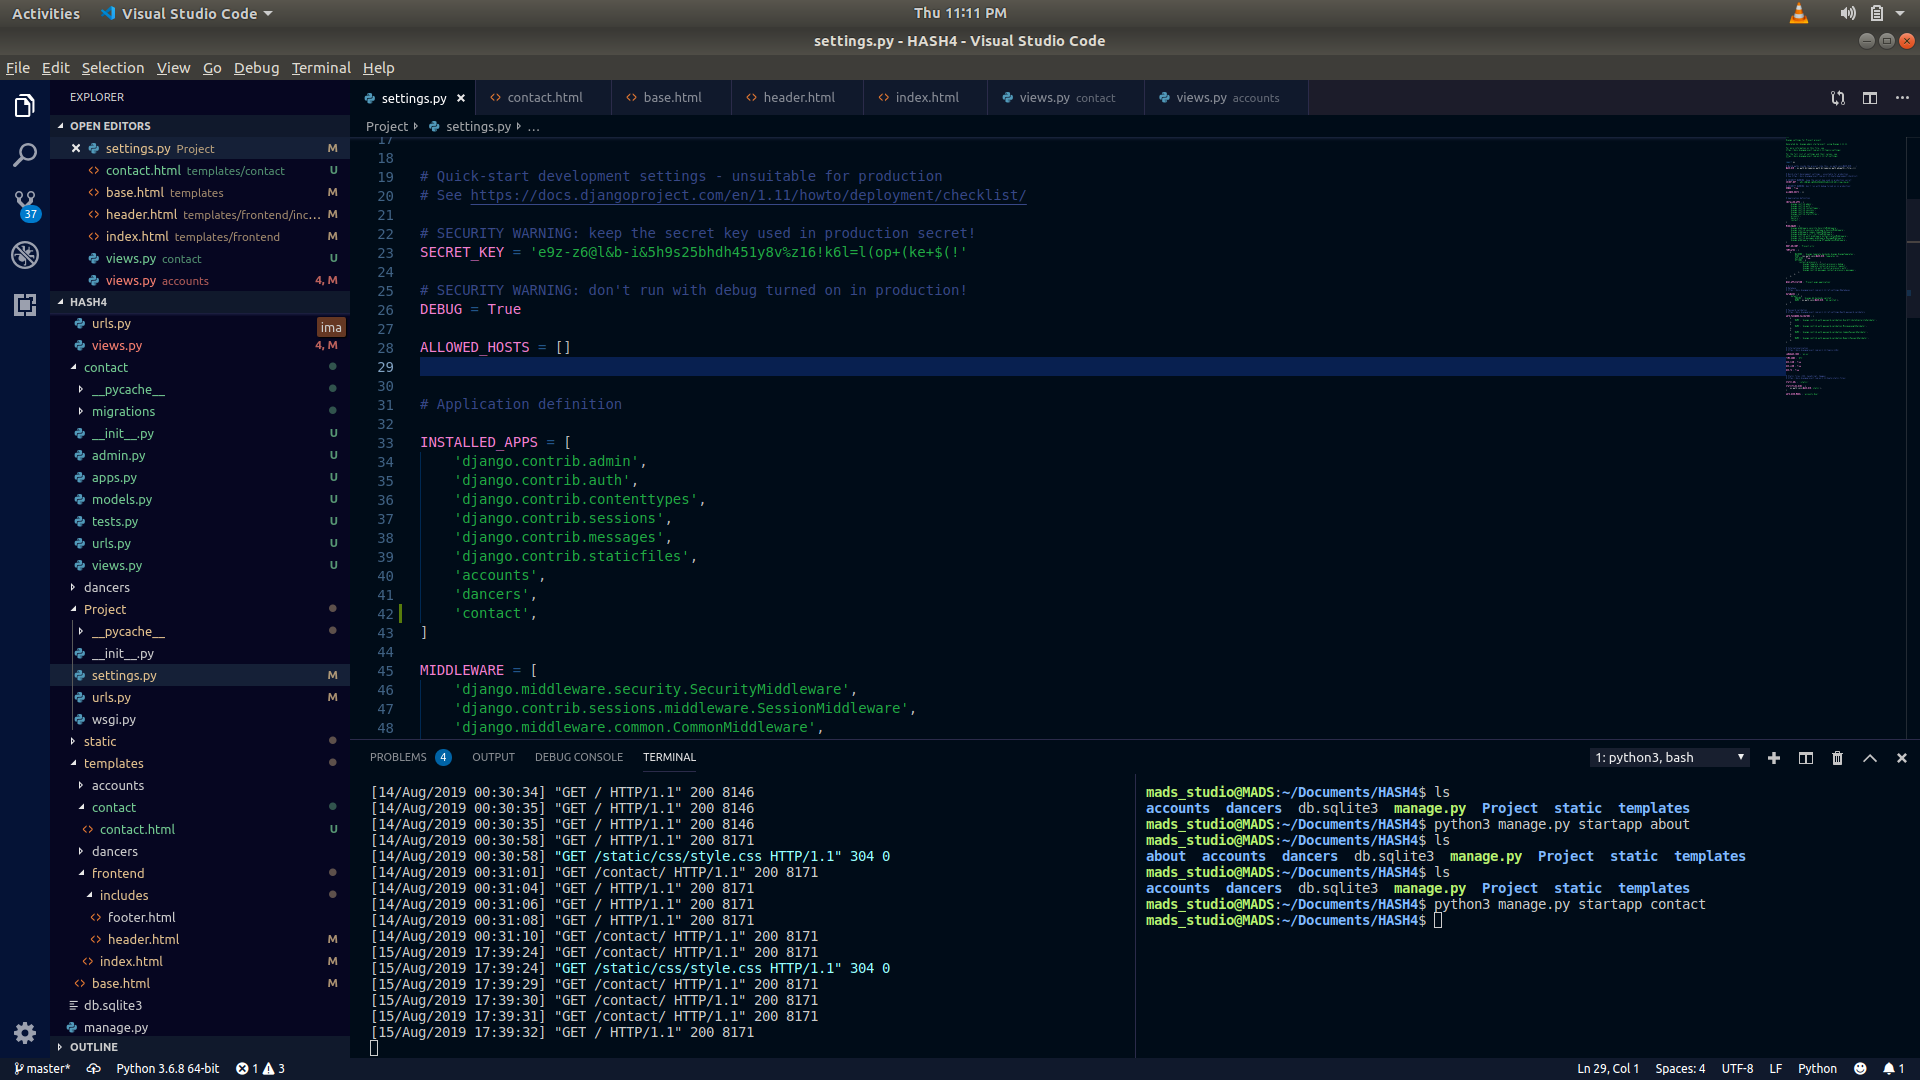 Activities Visual Studio Code Thu 11:11 PM
settings.py - HASH4 - Visual Studio Code
File Edit Selection View Go Debug Terminal Help
EXPLORER
OPEN EDITORS
settings.py Project M
contact.html templates/contact U
base.html templates M
header.html templates/frontend/inc... M
index.html templates/frontend M
views.py contact U
views.py accounts 4, M
HASH4
urls.py ima
views.py 4, M
contact
__pycache__
migrations
__init__.py U
admin.py U
apps.py U
models.py U
tests.py U
urls.py U
views.py U
dancers
Project
__pycache__
__init__.py
settings.py M
urls.py M
wsgi.py
static
templates
accounts
contact
contact.html U
dancers
frontend
includes
footer.html
header.html M
index.html M
base.html M
db.sqlite3
manage.py
OUTLINE
37
settings.py contact.html base.html header.html index.html views.py contact views.py accounts
Project settings.py ...
17
18
19 # Quick-start development settings - unsuitable for production
20 # See https://docs.djangoproject.com/en/1.11/howto/deployment/checklist/
21
22 # SECURITY WARNING: keep the secret key used in production secret!
23 SECRET_KEY = 'e9z-z6@l&b-i&5h9s25bhdh451y8v%z16!k6l=l(op+(ke+$(!'
24
25 # SECURITY WARNING: don't run with debug turned on in production!
26 DEBUG = True
27
28 ALLOWED_HOSTS = []
29
30
31 # Application definition
32
33 INSTALLED_APPS = [
34 'django.contrib.admin',
35 'django.contrib.auth',
36 'django.contrib.contenttypes',
37 'django.contrib.sessions',
38 'django.contrib.messages',
39 'django.contrib.staticfiles',
40 'accounts',
41 'dancers',
42 'contact',
43 ]
44
45 MIDDLEWARE = [
46 'django.middleware.security.SecurityMiddleware',
47 'django.contrib.sessions.middleware.SessionMiddleware',
48 'django.middleware.common.CommonMiddleware',
PROBLEMS 4 OUTPUT DEBUG CONSOLE TERMINAL 1: python3, bash
[14/Aug/2019 00:30:34] "GET / HTTP/1.1" 200 8146
[14/Aug/2019 00:30:35] "GET / HTTP/1.1" 200 8146
[14/Aug/2019 00:30:35] "GET / HTTP/1.1" 200 8146
[14/Aug/2019 00:30:58] "GET / HTTP/1.1" 200 8171
[14/Aug/2019 00:30:58] "GET /static/css/style.css HTTP/1.1" 304 0
[14/Aug/2019 00:31:01] "GET /contact/ HTTP/1.1" 200 8171
[14/Aug/2019 00:31:04] "GET / HTTP/1.1" 200 8171
[14/Aug/2019 00:31:06] "GET / HTTP/1.1" 200 8171
[14/Aug/2019 00:31:08] "GET / HTTP/1.1" 200 8171
[14/Aug/2019 00:31:10] "GET /contact/ HTTP/1.1" 200 8171
[15/Aug/2019 17:39:24] "GET /contact/ HTTP/1.1" 200 8171
[15/Aug/2019 17:39:24] "GET /static/css/style.css HTTP/1.1" 304 0
[15/Aug/2019 17:39:29] "GET /contact/ HTTP/1.1" 200 8171
[15/Aug/2019 17:39:30] "GET /contact/ HTTP/1.1" 200 8171
[15/Aug/2019 17:39:31] "GET /contact/ HTTP/1.1" 200 8171
[15/Aug/2019 17:39:32] "GET / HTTP/1.1" 200 8171
mads_studio@MADS:~/Documents/HASH4$ ls
accounts dancers db.sqlite3 manage.py Project static templates
mads_studio@MADS:~/Documents/HASH4$ python3 manage.py startapp about
mads_studio@MADS:~/Documents/HASH4$ ls
about accounts dancers db.sqlite3 manage.py Project static templates
mads_studio@MADS:~/Documents/HASH4$ ls
accounts dancers db.sqlite3 manage.py Project static templates
mads_studio@MADS:~/Documents/HASH4$ python3 manage.py startapp contact
mads_studio@MADS:~/Documents/HASH4$
master* Python 3.6.8 64-bit 1 3 Ln 29, Col 1 Spaces: 4 UTF-8 LF Python 1